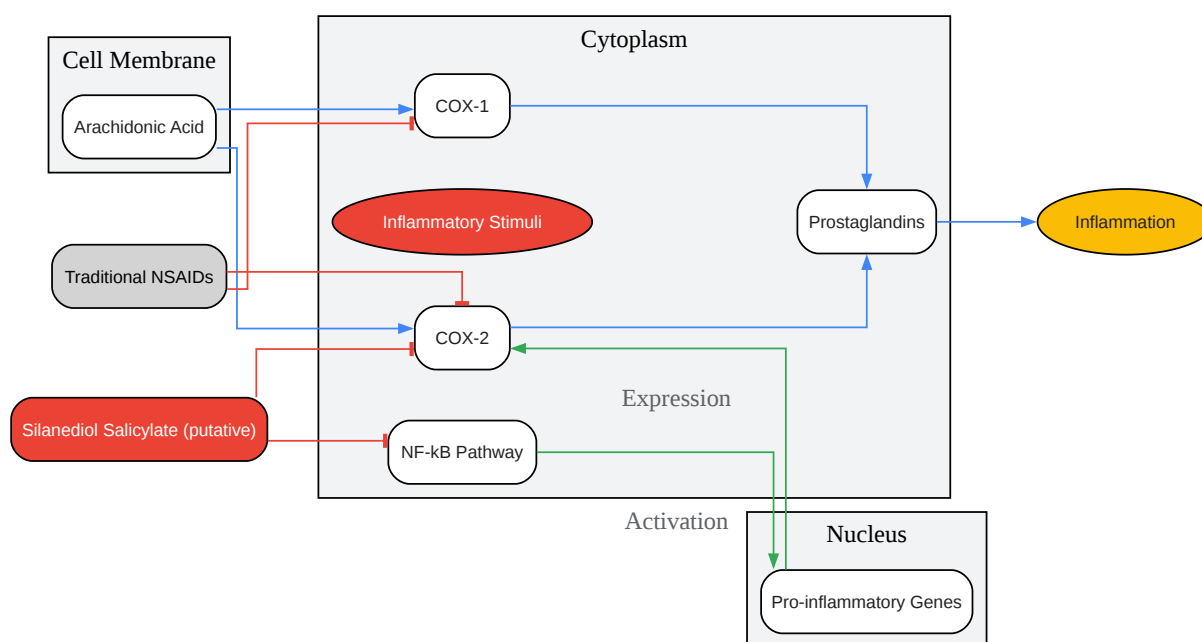 Cytoplasm
Cell Membrane
COX-1
Arachidonic Acid
Inflammatory Stimuli
Prostaglandins
Inflammation
Traditional NSAIDs
COX-2
Expression
Silanediol Salicylate (putative)
NF-kB Pathway
Activation
Nucleus
Pro-inflammatory Genes